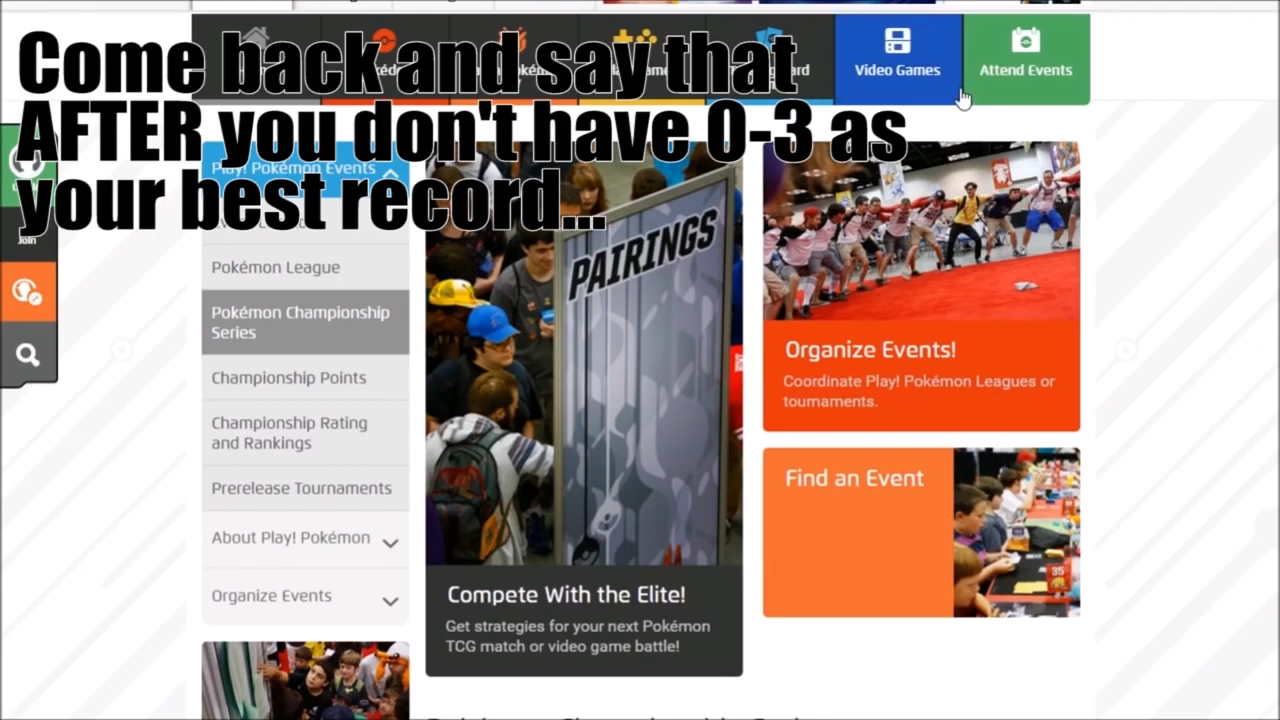 Come back and say that
AFTER you don't have 0-3 as
your best record...
Video Games
Attend Events
Play! Pokémon Events
Join
Pokémon League
Pokémon Championship
Series
Championship Points
Championship Rating
and Rankings
Prerelease Tournaments
About Play! Pokémon
Organize Events
PAIRINGS
Compete With the Elite!
Get strategies for your next Pokémon
TCG match or video game battle!
Organize Events!
Coordinate Play! Pokémon Leagues or
tournaments.
Find an Event
35